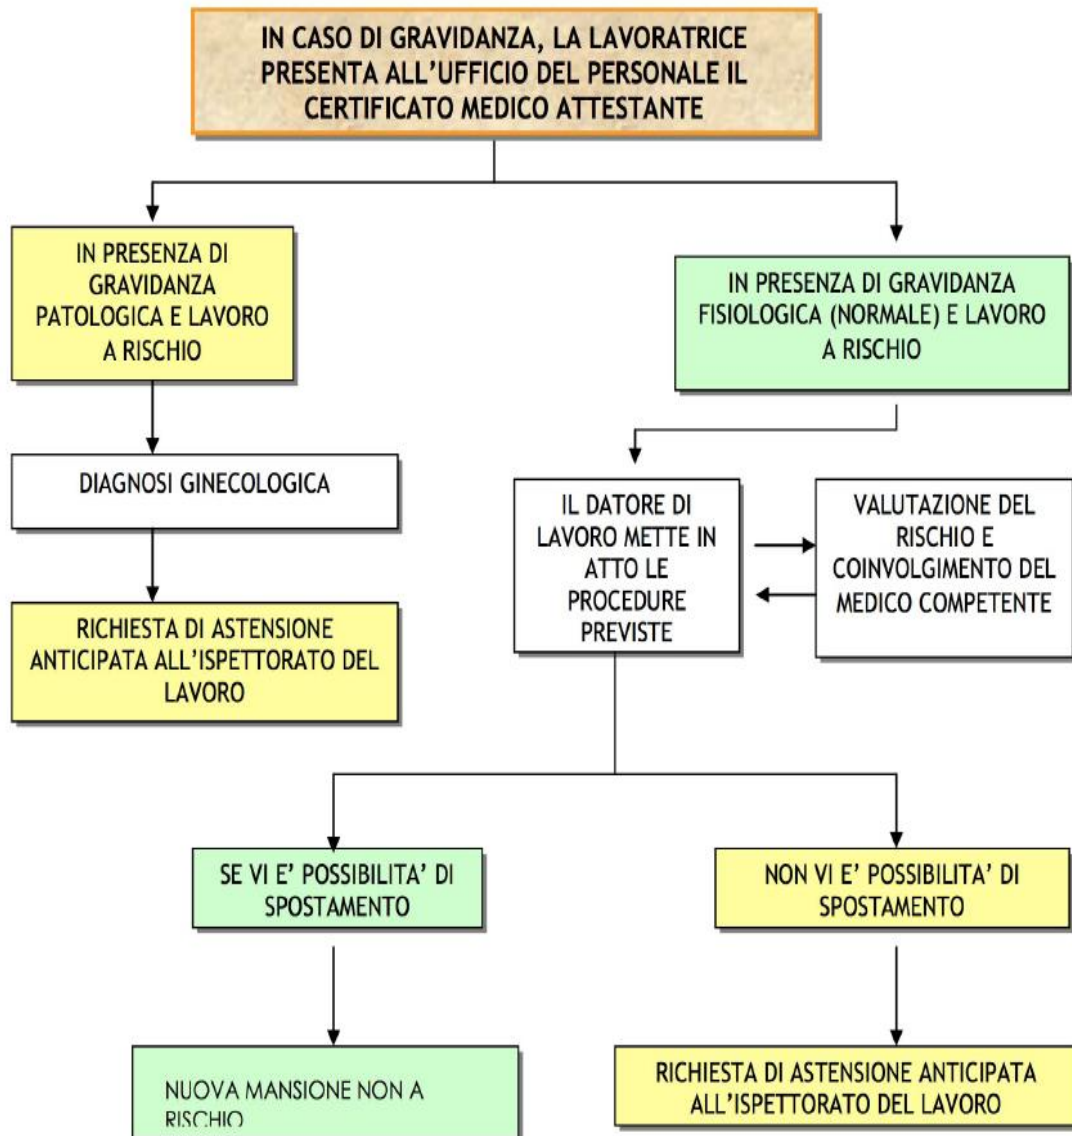 IN CASO DI GRAVIDANZA, LA LAVORATRICE
PRESENTA ALL'UFFICIO DEL PERSONALE IL
CERTIFICATO MEDICO ATTESTANTE
IN PRESENZA DI
GRAVIDANZA
PATOLOGICA E LAVORO
A RISCHIO
IN PRESENZA DI GRAVIDANZA
FISIOLOGICA (NORMALE) E LAVORO
A RISCHIO
DIAGNOSI GINECOLOGICA
RICHIESTA DI ASTENSIONE
ANTICIPATA ALL'ISPETTORATO DEL
LAVORO
IL DATORE DI
LAVORO METTE IN
ATTO LE
PROCEDURE
PREVISTE
VALUTAZIONE DEL
RISCHIO E
COINVOLGIMENTO DEL
MEDICO COMPETENTE
SE VI E' POSSIBILITA' DI
SPOSTAMENTO
NON VI E' POSSIBILITA' DI
SPOSTAMENTO
NUOVA MANSIONE NON A
RISCHIO
RICHIESTA DI ASTENSIONE ANTICIPATA
ALL'ISPETTORATO DEL LAVORO